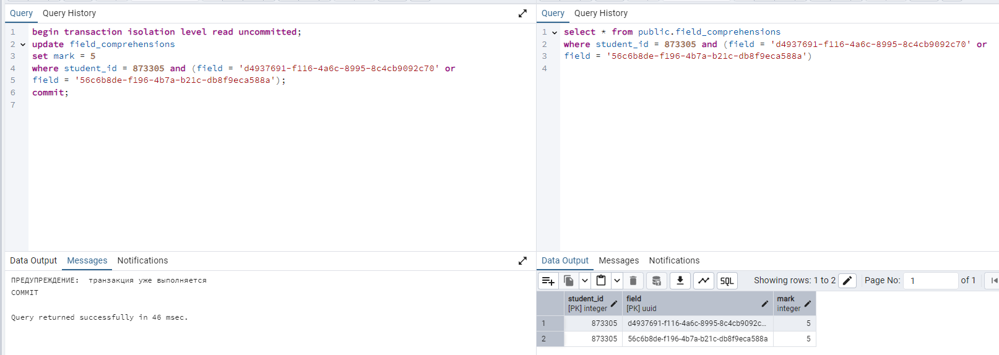 Query Query History
1 begin transaction isolation level read uncommitted;
2 update field_comprehensions
3 set mark = 5
4 where student_id = 873305 and (field = 'd4937691-f116-4a6c-8995-8c4cb9092c70' or
5 field = '56c6b8de-f196-4b7a-b21c-db8f9eca588a');
6 commit;
7
Data Output Messages Notifications
ПРЕДУПРЕЖДЕНИЕ: транзакция уже выполняется
COMMIT
Query returned successfully in 46 msec.
Query Query History
1 select * from public.field_comprehensions
2 where student_id = 873305 and (field = 'd4937691-f116-4a6c-8995-8c4cb9092c70' or
3 field = '56c6b8de-f196-4b7a-b21c-db8f9eca588a')
4
Data Output Messages Notifications
SQL Showing rows: 1 to 2 Page No: 1 of 1
student_id field mark
[PK] integer [PK] uuid integer
1 873305 d4937691-f116-4a6c-8995-8c4cb9092c... 5
2 873305 56c6b8de-f196-4b7a-b21c-db8f9eca588a 5